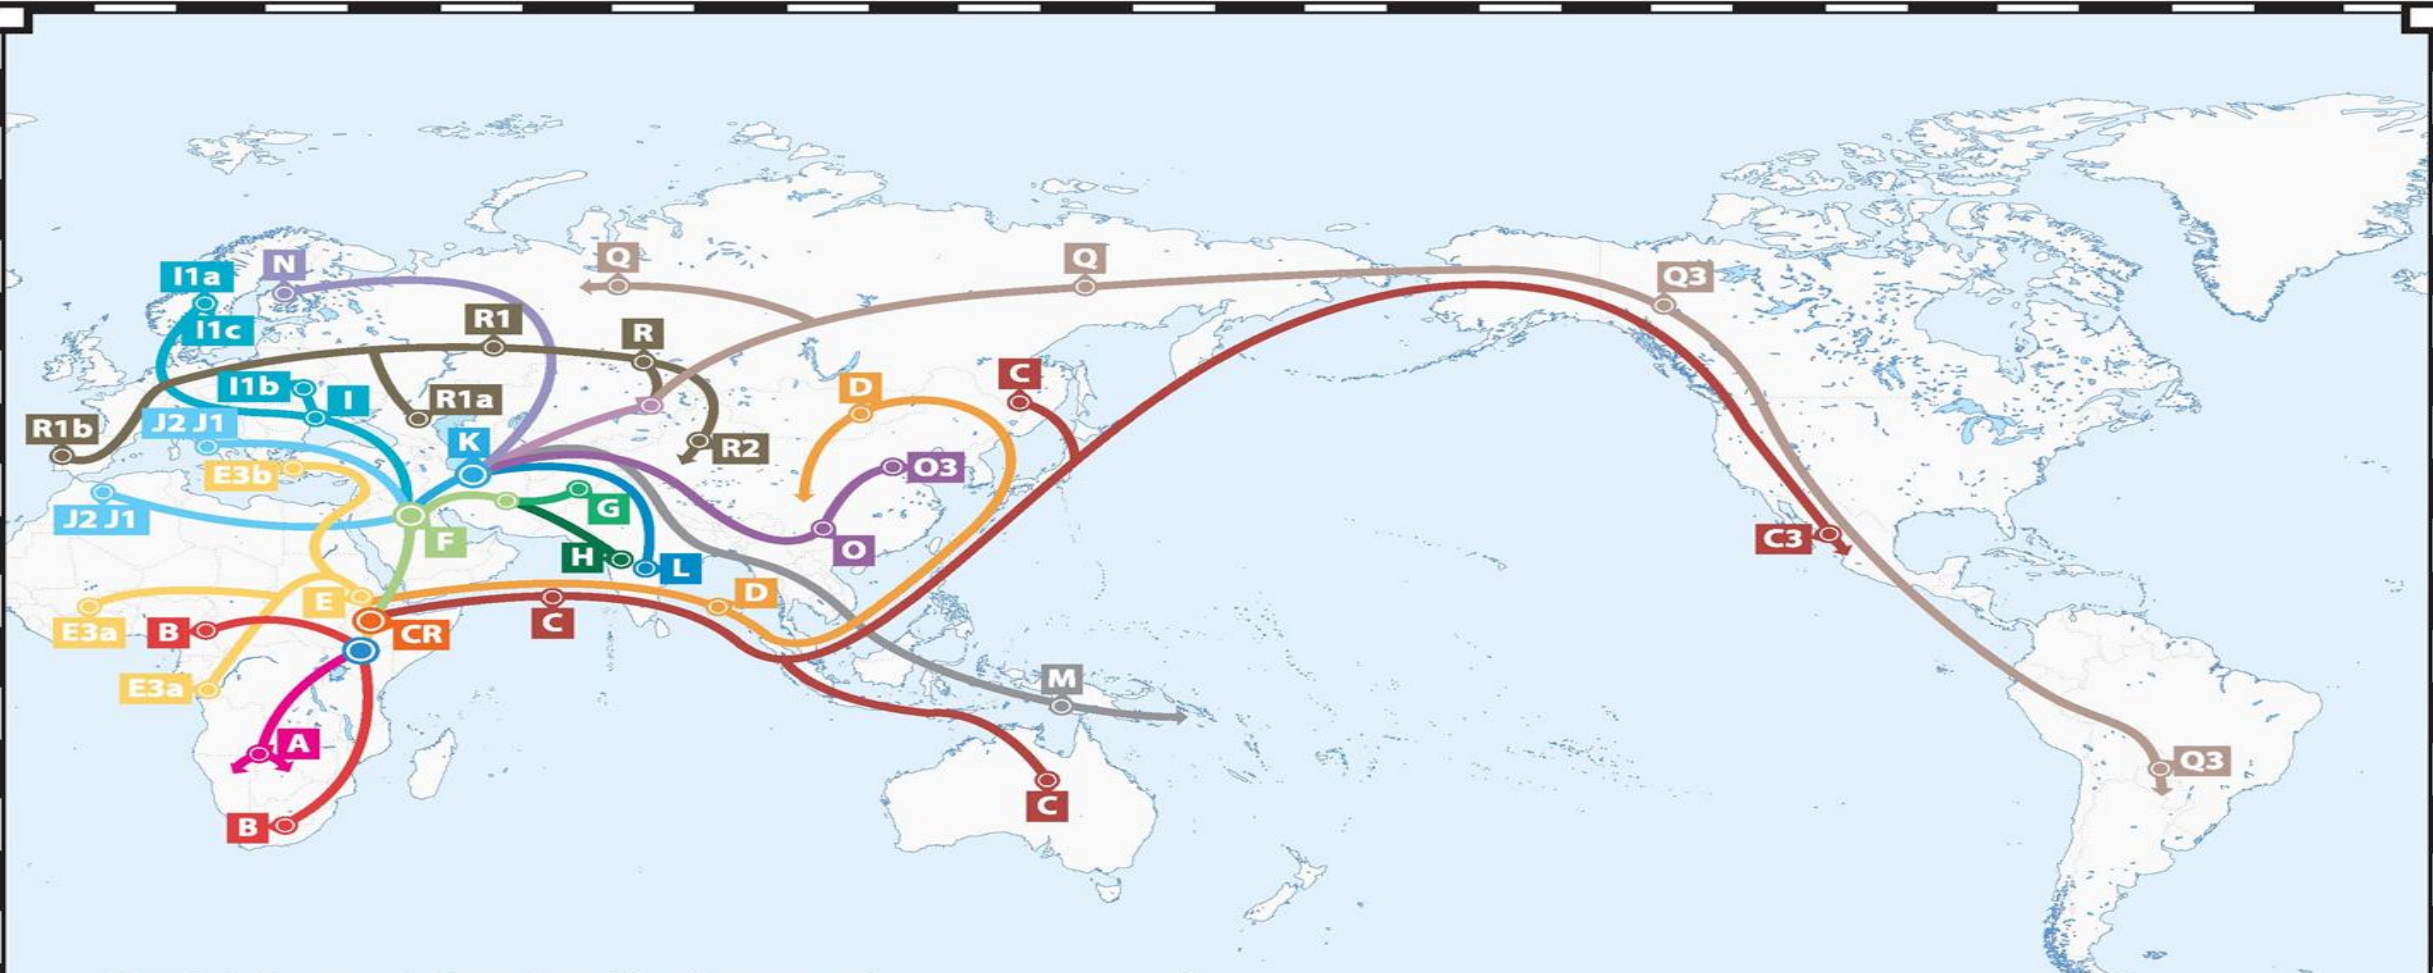 Q
Q
N
I1a
Q3
I1c
R1
R
C
I1b
I
D
R1a
J2 J1
R1b
K
R2
O3
E3b
G
J2 J1
C3
F
O
H
L
D
E
C
E3a
B
CR
M
E3a
A
Q3
C
B